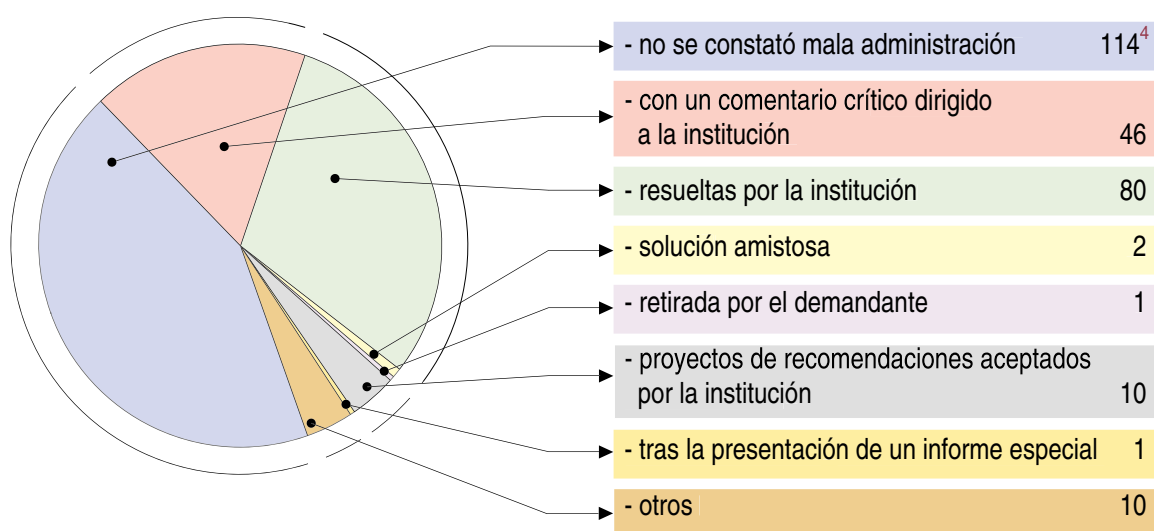 - no se constató mala administración 114⁴
- con un comentario crítico dirigido
a la institución 46
- resueltas por la institución 80
- solución amistosa 2
- retirada por el demandante 1
- proyectos de recomendaciones aceptados
por la institución 10
- tras la presentación de un informe especial 1
- otros 10